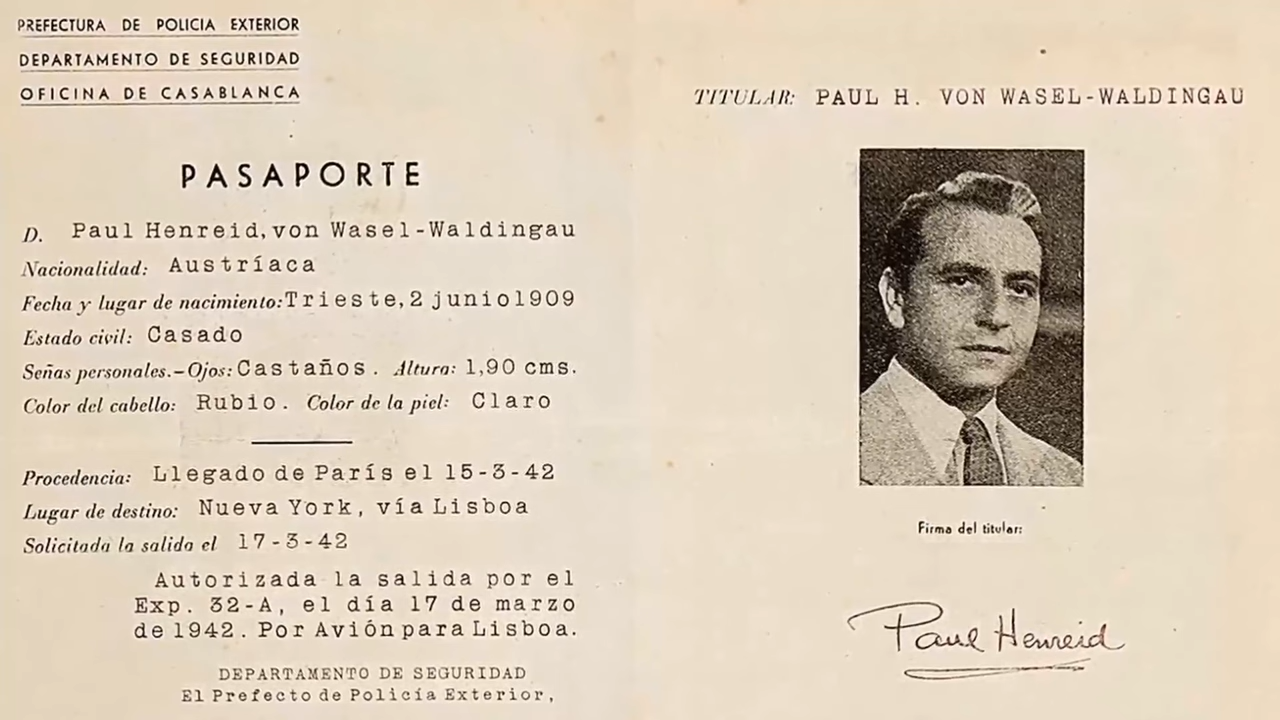 PREFECTURA DE POLICIA EXTERIOR
DEPARTAMENTO DE SEGURIDAD
OFICINA DE CASABLANCA
PASAPORTE
D. Paul Henreid, von Wasel-Waldingau
Nacionalidad: Austríaca
Fecha y lugar de nacimiento: Trieste, 2 junio 1909
Estado civil: Casado
Señas personales.-Ojos: Castaños. Altura: 1,90 cms.
Color del cabello: Rubio. Color de la piel: Claro
Procedencia: Llegado de París el 15-3-42
Lugar de destino: Nueva York, vía Lisboa
Solicitada la salida el 17-3-42
Autorizada la salida por el
Exp. 32-A, el día 17 de marzo
de 1942. Por Avión para Lisboa.
DEPARTAMENTO DE SEGURIDAD
El Prefecto de Policía Exterior,
TITULAR: PAUL H. VON WASEL-WALDINGAU
Firma del titular:
Paul Henreid